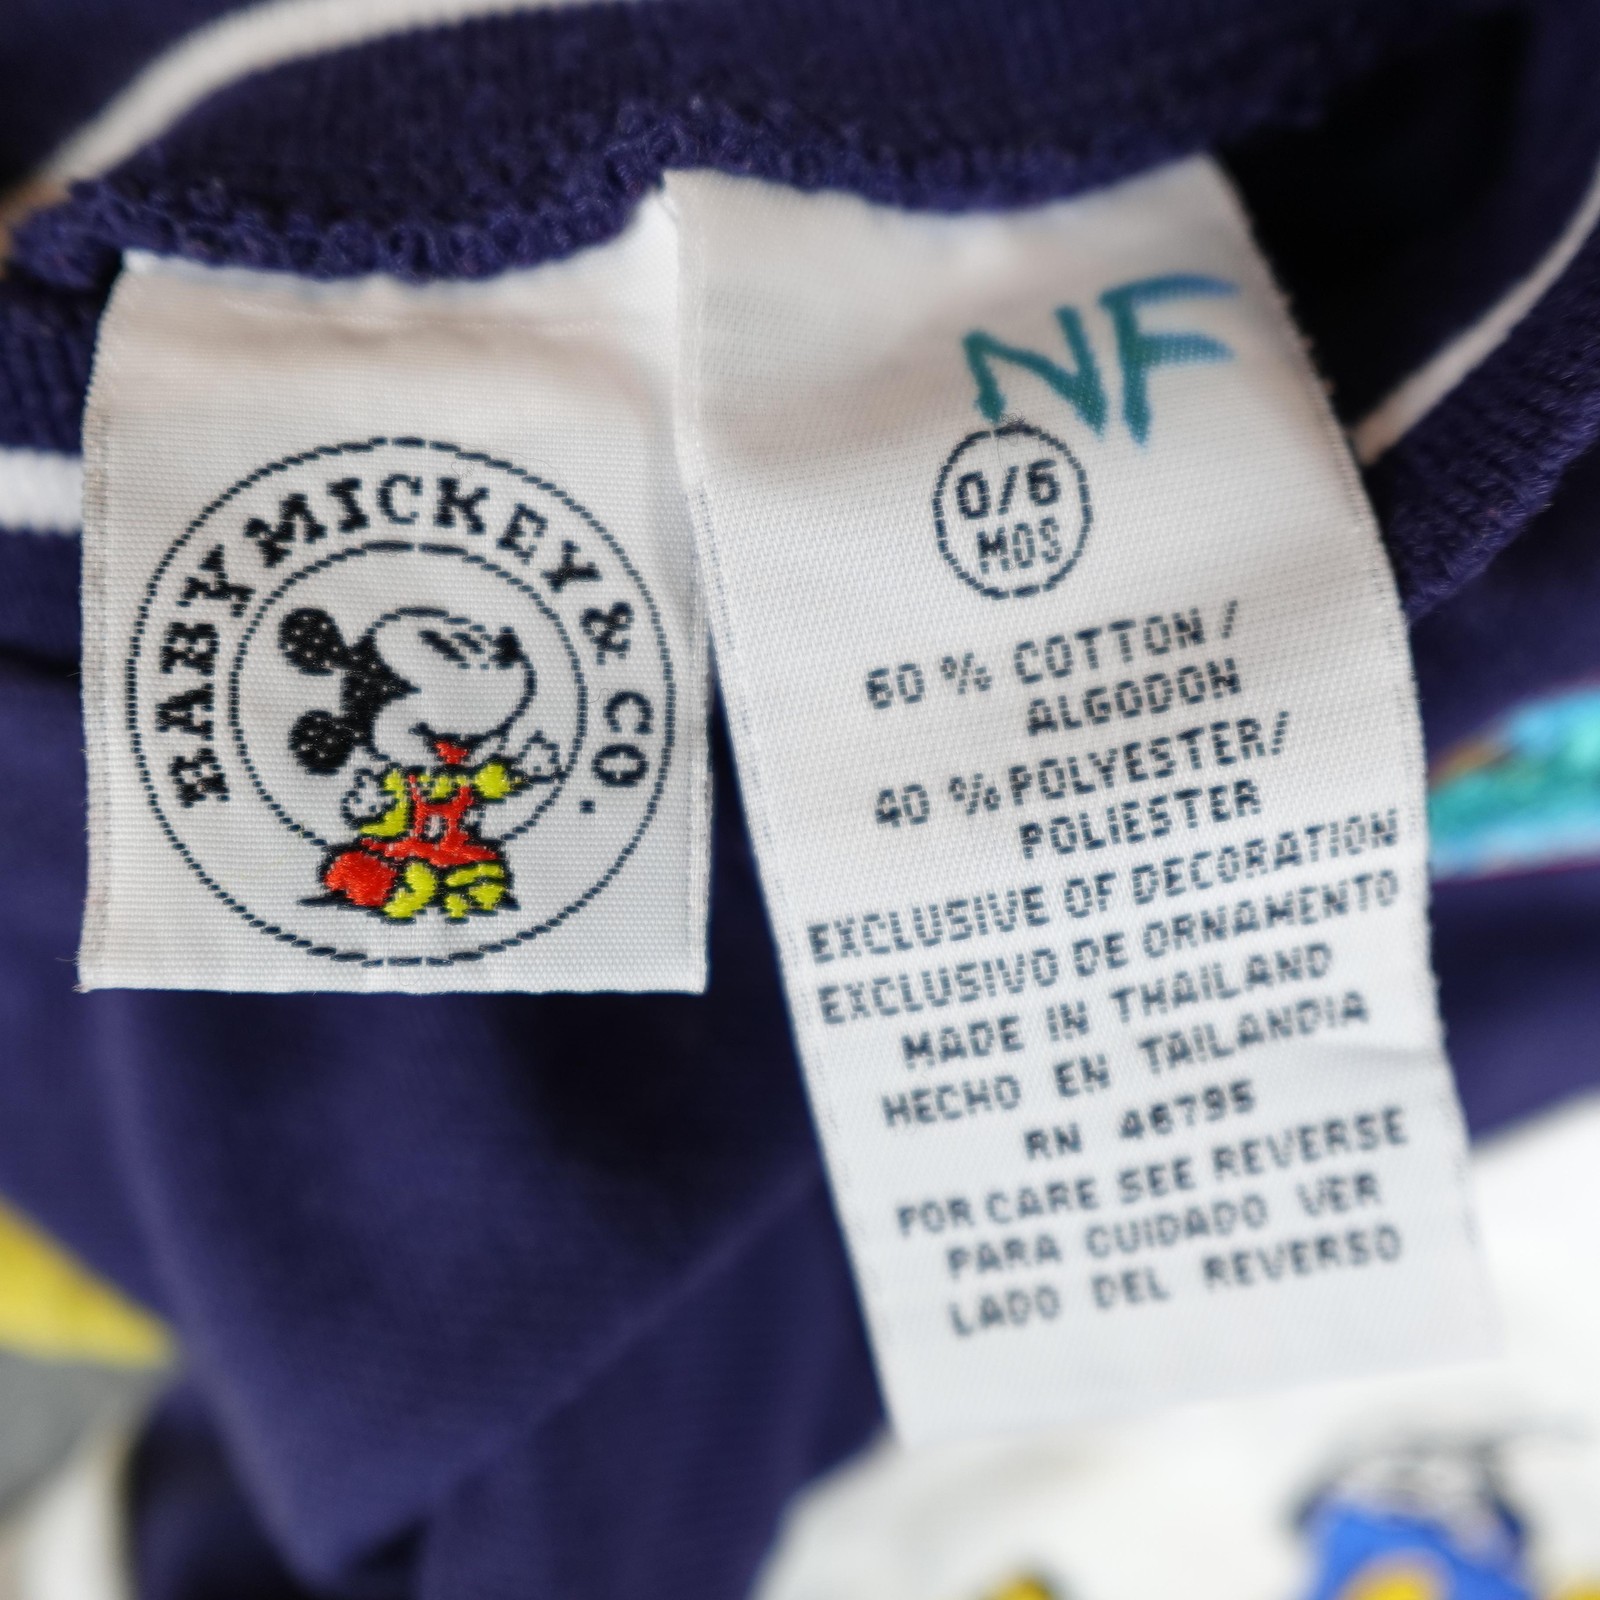 BABY MICKEY & CO.
NF
0/6
MOS
60 % COTTON /
ALGODON
40 % POLYESTER/
POLIESTER
EXCLUSIVE OF DECORATION
EXCLUSIVO DE ORNAMENTO
MADE IN THAILAND
HECHO EN TAILANDIA
RN 46795
FOR CARE SEE REVERSE
PARA CUIDADO VER
LADO DEL REVERSO